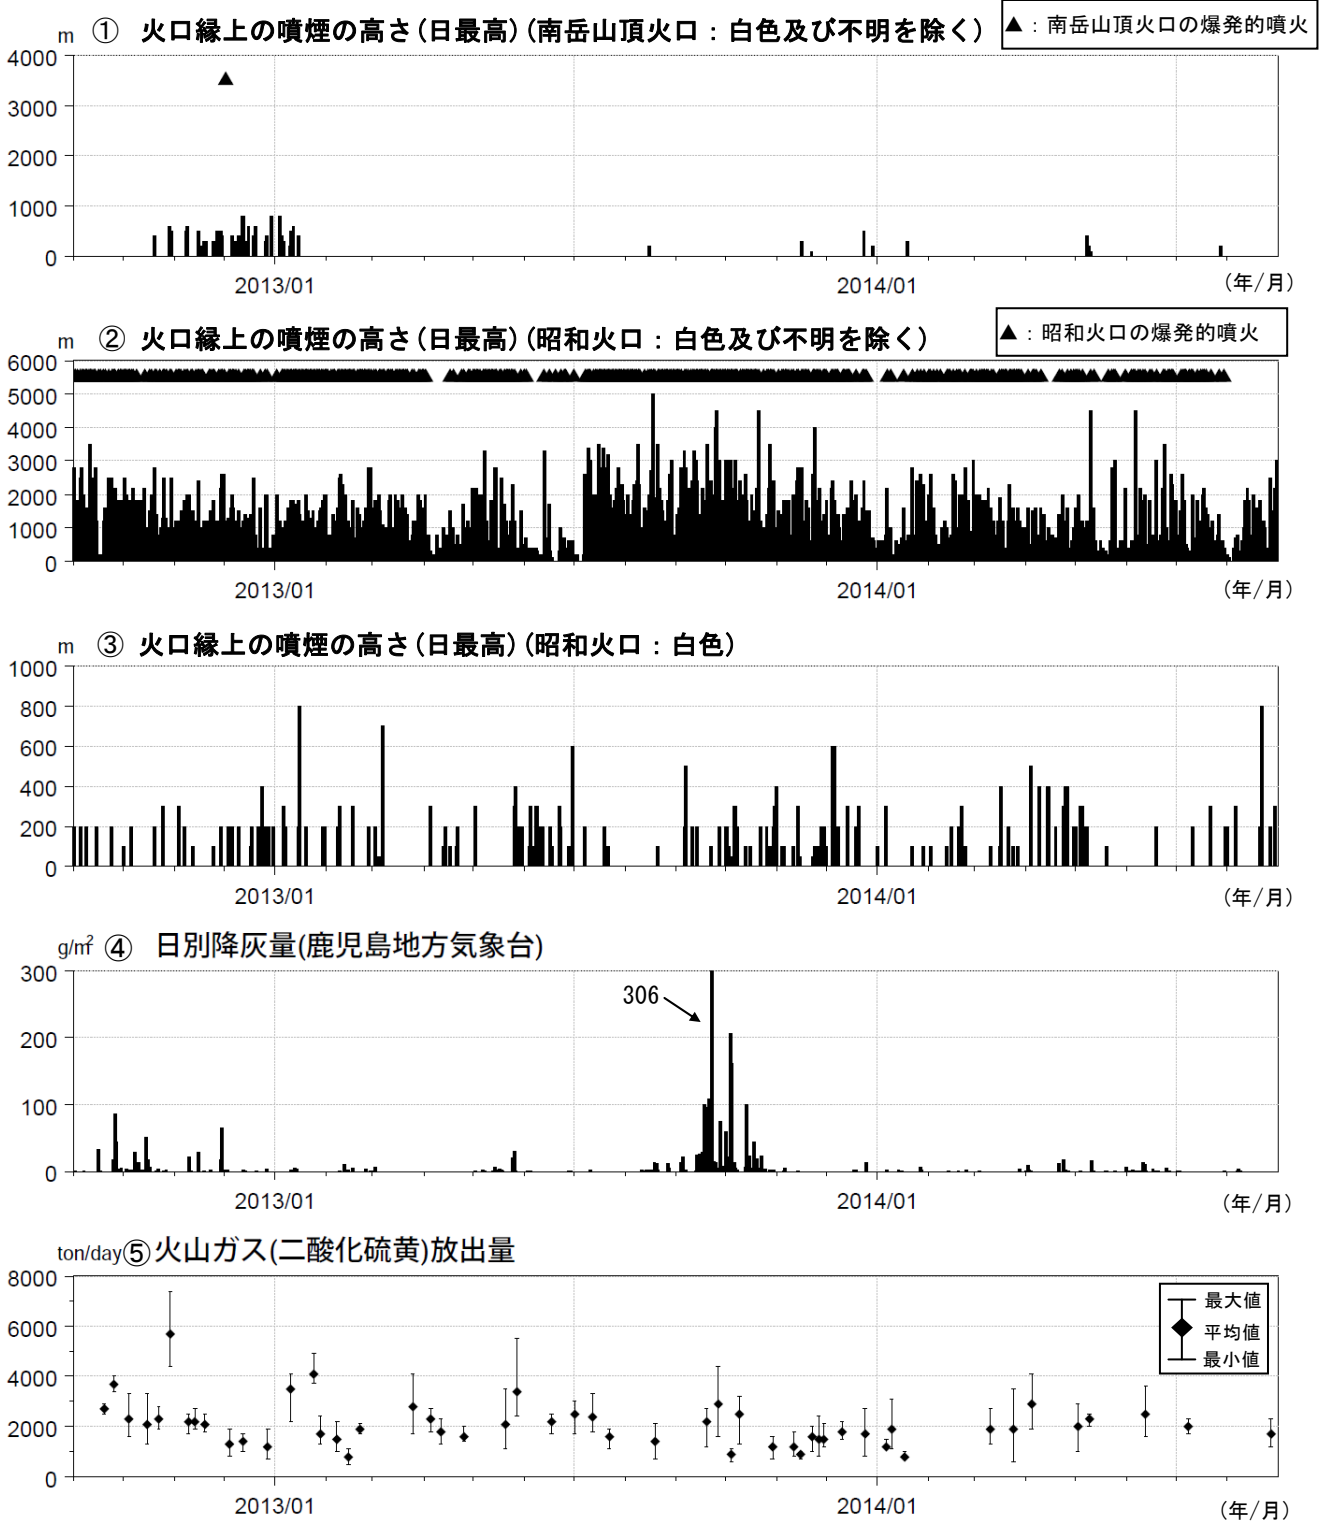 m ① 火口縁上の噴煙の高さ(日最高)(南岳山頂火口：白色及び不明を除く)
▲：南岳山頂火口の爆発的噴火
4000
3000
2000
1000
0
2013/01 2014/01 (年/月)
m ② 火口縁上の噴煙の高さ(日最高)(昭和火口：白色及び不明を除く)
▲：昭和火口の爆発的噴火
6000
5000
4000
3000
2000
1000
0
2013/01 2014/01 (年/月)
m ③ 火口縁上の噴煙の高さ(日最高)(昭和火口：白色)
1000
800
600
400
200
0
2013/01 2014/01 (年/月)
g/㎡ ④ 日別降灰量(鹿児島地方気象台)
300
306
200
100
0
2013/01 2014/01 (年/月)
ton/day ⑤ 火山ガス(二酸化硫黄)放出量
8000
最大値
6000
平均値
最小値
4000
2000
0
2013/01 2014/01 (年/月)